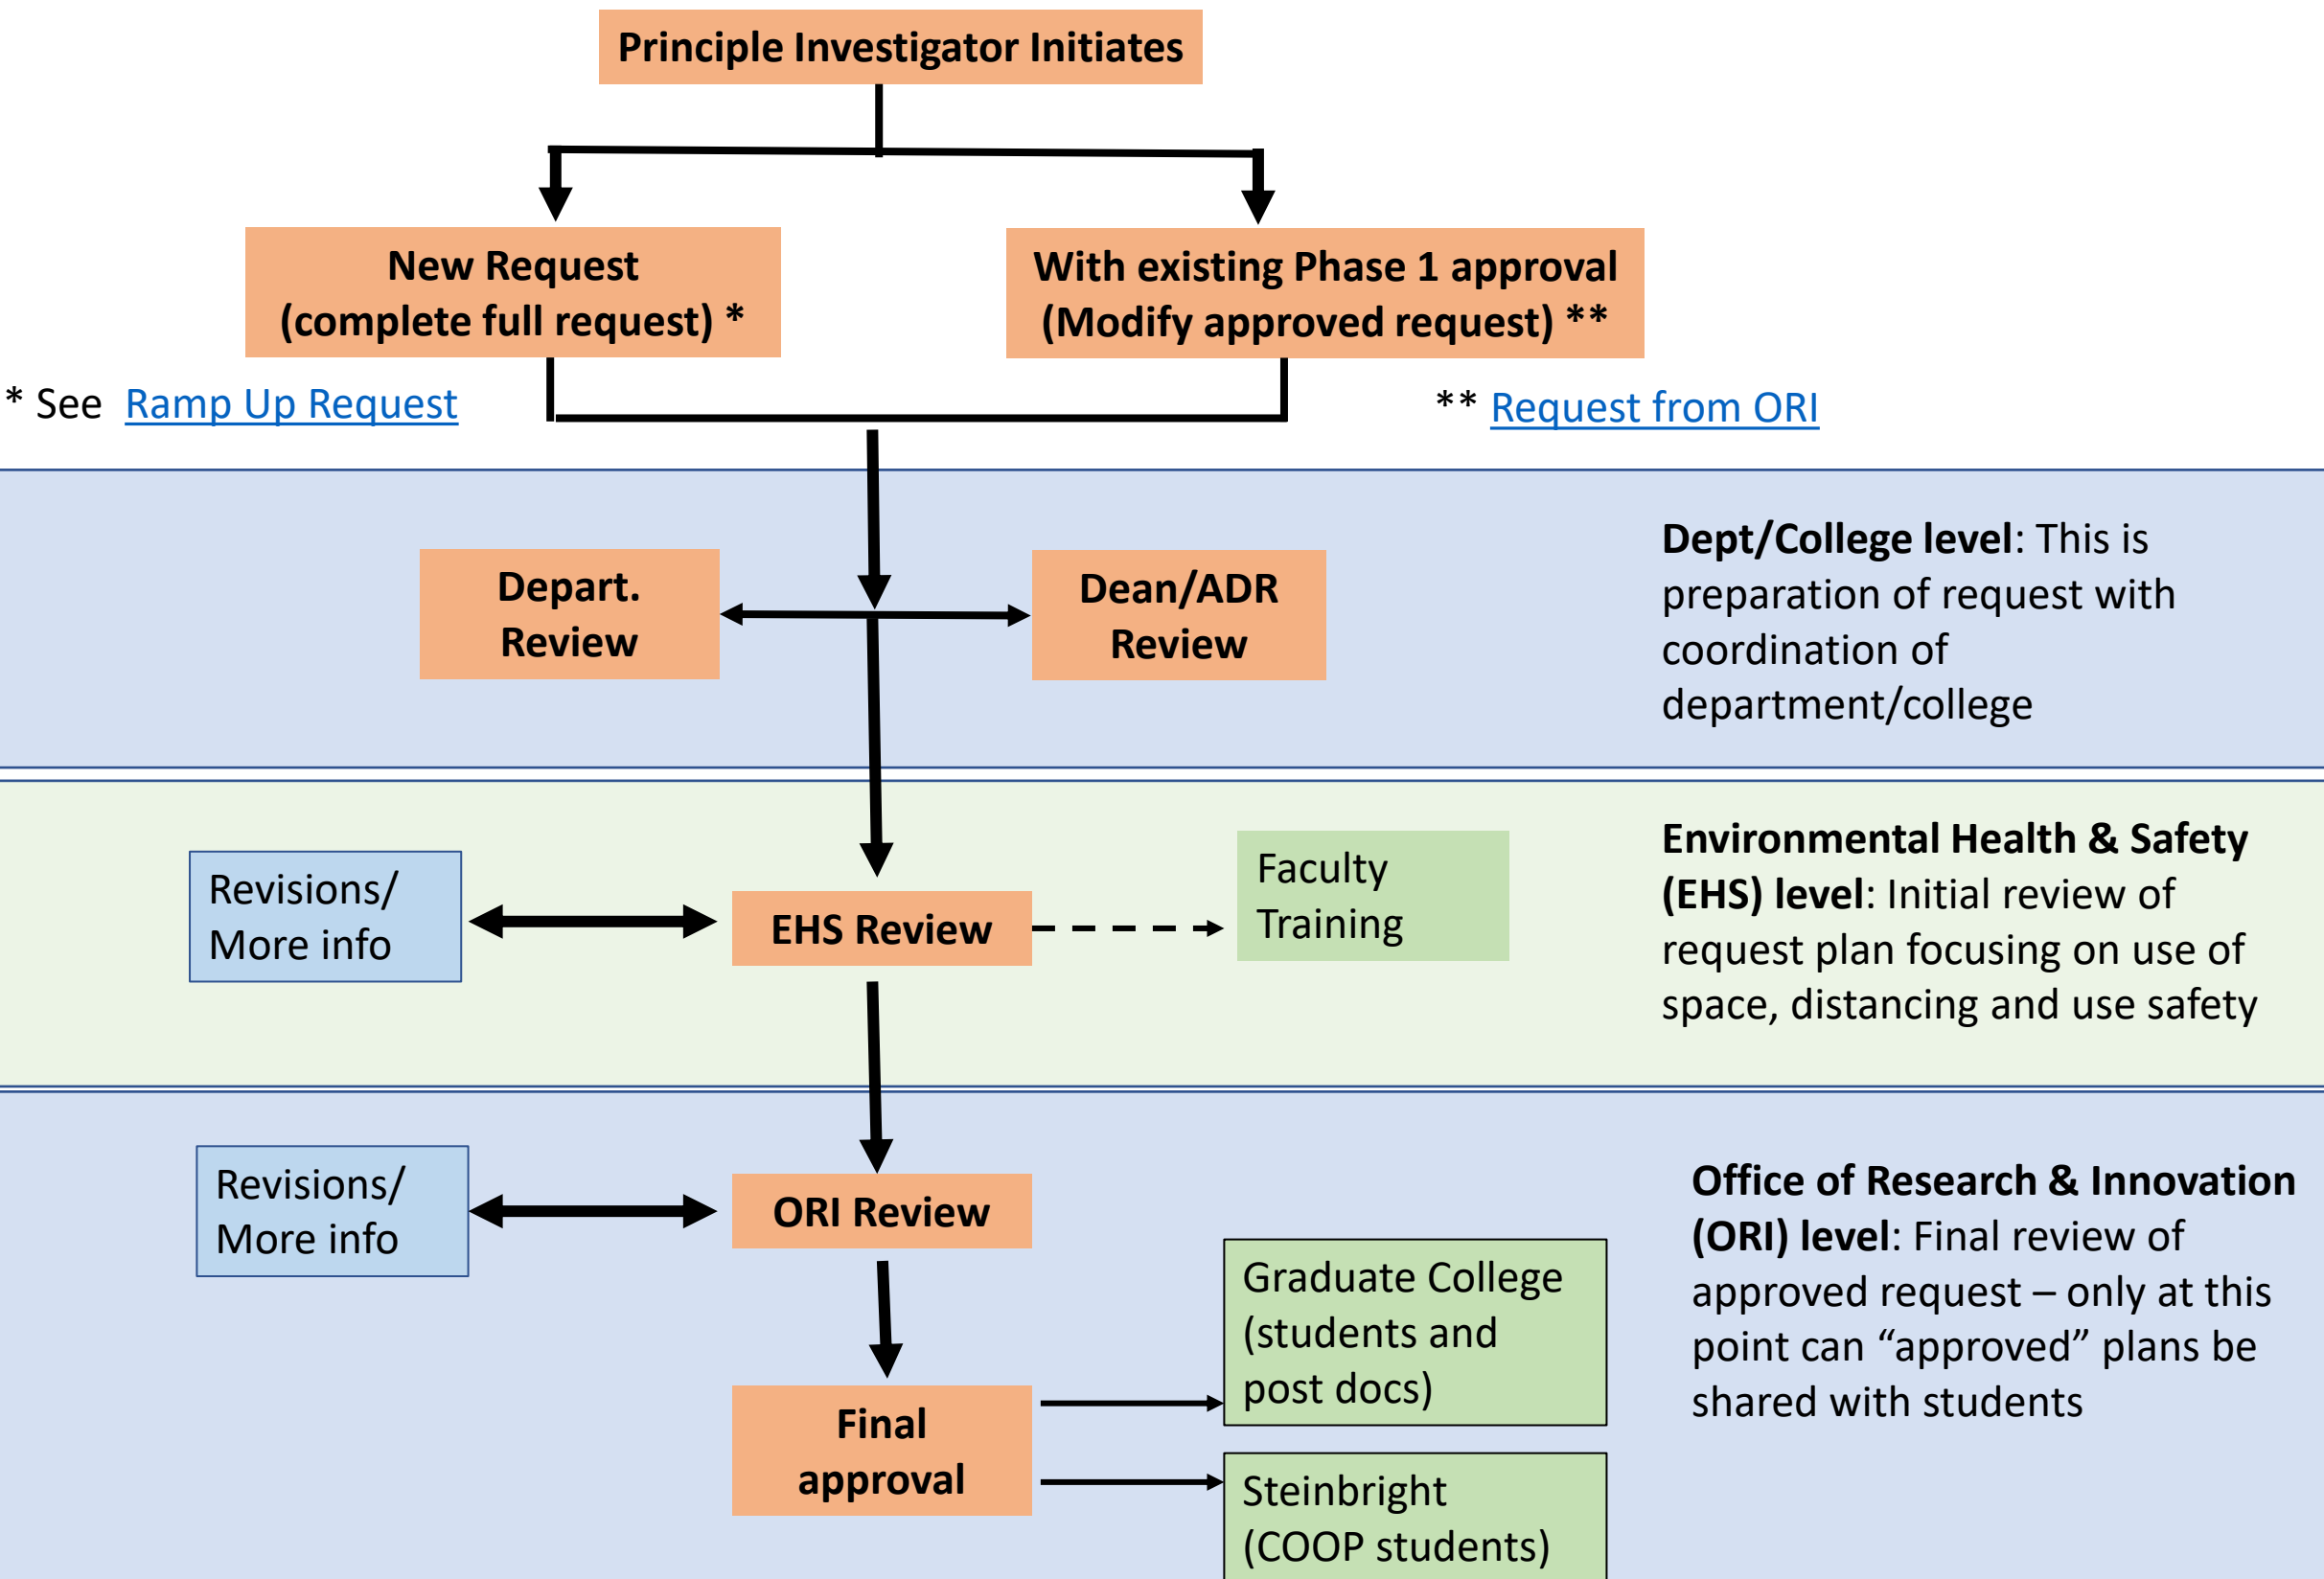 Principle Investigator Initiates
New Request
(complete full request) *
With existing Phase 1 approval
(Modify approved request) **
* See  Ramp Up Request
** Request from ORI
Depart.
Review
Dean/ADR
Review
Dept/College level: This is
preparation of request with
coordination of
department/college
Revisions/
More info
EHS Review
Faculty
Training
Environmental Health & Safety
(EHS) level: Initial review of
request plan focusing on use of
space, distancing and use safety
Revisions/
More info
ORI Review
Office of Research & Innovation
(ORI) level: Final review of
approved request – only at this
point can “approved” plans be
shared with students
Final
approval
Graduate College
(students and
post docs)
Steinbright
(COOP students)